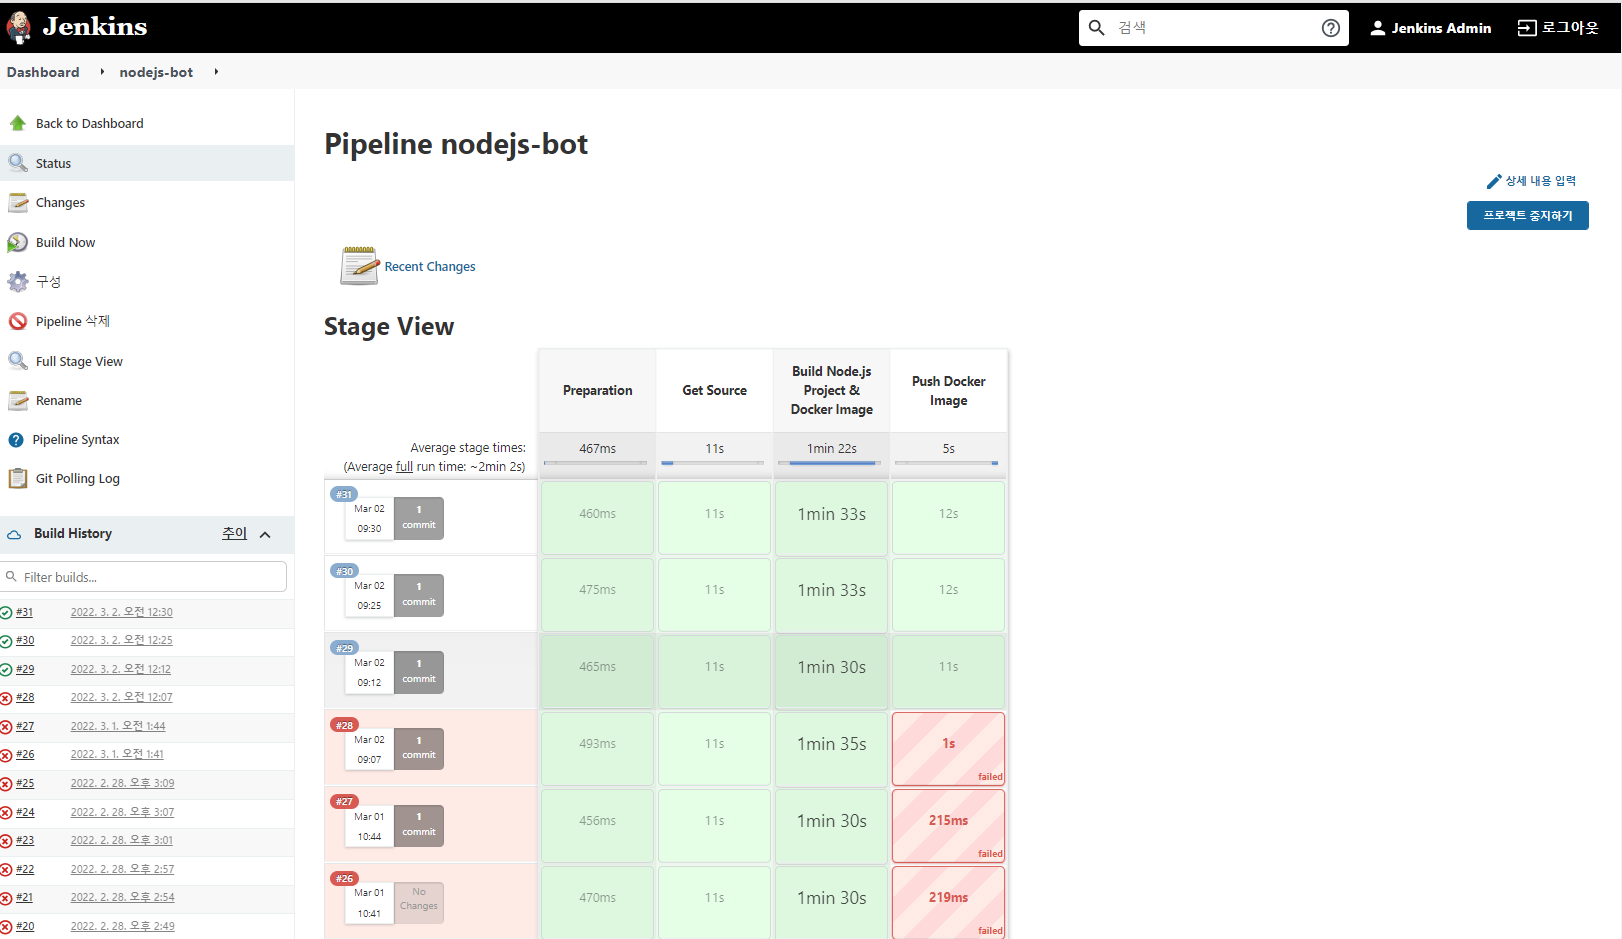 Jenkins
검색
Jenkins Admin
로그아웃
Dashboard
nodejs-bot
Back to Dashboard
Status
Changes
Build Now
구성
Pipeline 삭제
Full Stage View
Rename
Pipeline Syntax
Git Polling Log
Build History
추이
Filter builds...
#31 2022. 3. 2. 오전 12:30
#30 2022. 3. 2. 오전 12:25
#29 2022. 3. 2. 오전 12:12
#28 2022. 3. 2. 오전 12:07
#27 2022. 3. 1. 오전 1:44
#26 2022. 3. 1. 오전 1:41
#25 2022. 2. 28. 오후 3:09
#24 2022. 2. 28. 오후 3:07
#23 2022. 2. 28. 오후 3:01
#22 2022. 2. 28. 오후 2:57
#21 2022. 2. 28. 오후 2:54
#20 2022. 2. 28. 오후 2:49
Pipeline nodejs-bot
상세 내용 입력
프로젝트 중지하기
Recent Changes
Stage View
Preparation
Get Source
Build Node.js
Project &
Docker Image
Push Docker
Image
Average stage times:
(Average full run time: ~2min 2s)
467ms 11s 1min 22s 5s
#31
Mar 02
09:30
1
commit
460ms 11s 1min 33s 12s
#30
Mar 02
09:25
1
commit
475ms 11s 1min 33s 12s
#29
Mar 02
09:12
1
commit
465ms 11s 1min 30s 11s
#28
Mar 02
09:07
1
commit
493ms 11s 1min 35s 1s
failed
#27
Mar 01
10:44
1
commit
456ms 11s 1min 30s 215ms
failed
#26
Mar 01
10:41
No
Changes
470ms 11s 1min 30s 219ms
failed